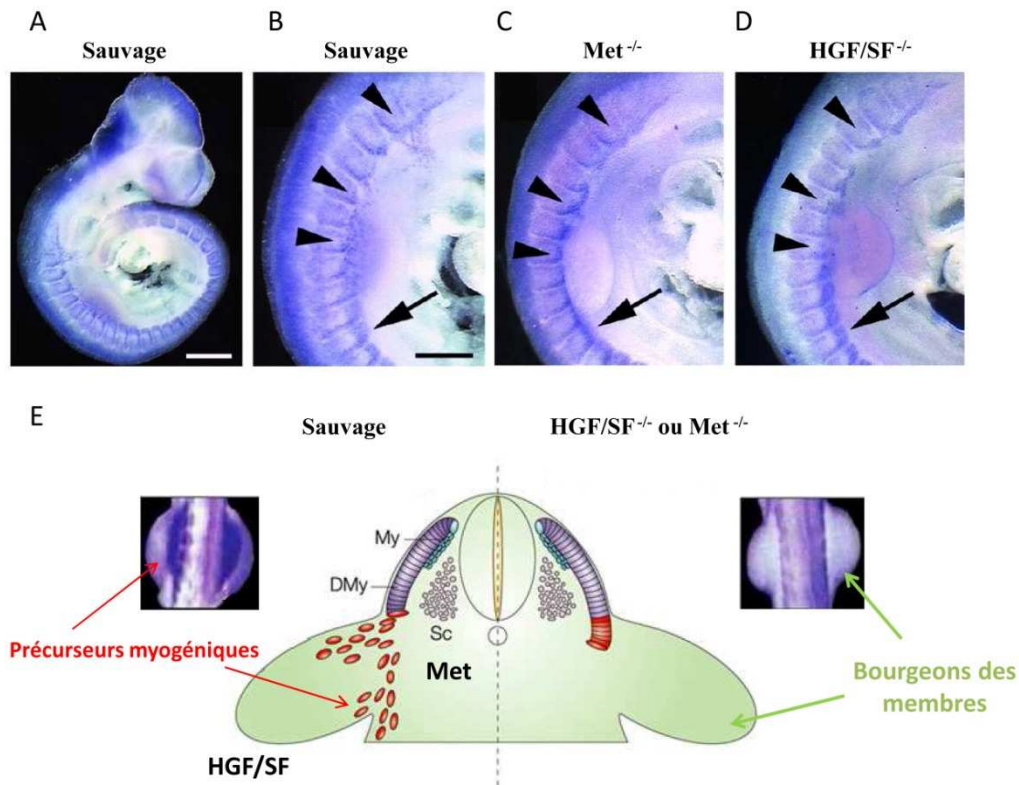 A
Sauvage
B
Sauvage
C
Met -/-
D
HGF/SF-/-
E
Sauvage
HGF/SF-/- ou Met -/-
My
DMy
Sc
Met
Précurseurs myogéniques
HGF/SF
Bourgeons des
membres